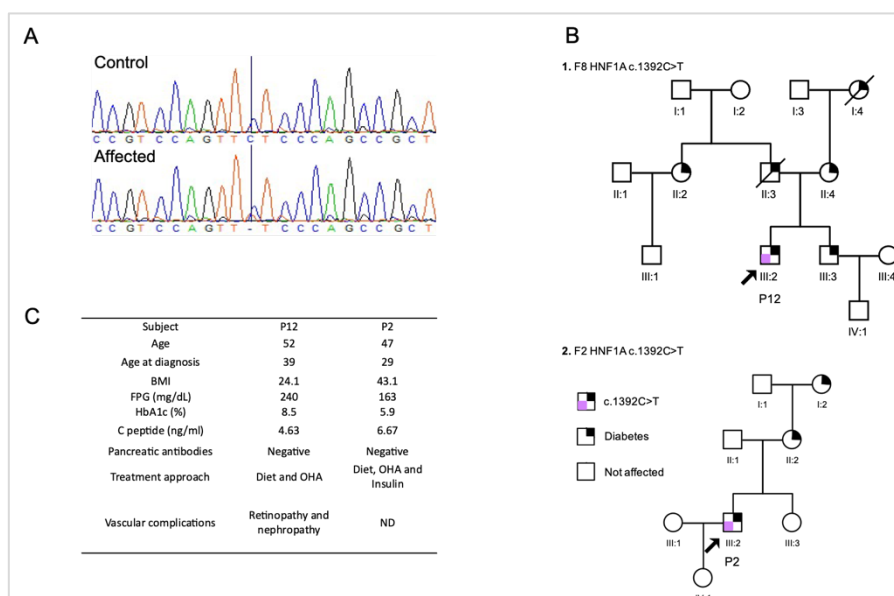 A
Control
C C G T C C A G T T C T C C C A G C C G C T
Affected
C C G T C C A G T T - T C C C A G C C G C T
B
1. F8 HNF1A c.1392C>T
I:1
I:2
I:3
I:4
II:1
II:2
II:3
II:4
III:1
III:2
III:3
III:4
P12
IV:1
2. F2 HNF1A c.1392C>T
c.1392C>T
Diabetes
Not affected
I:1
I:2
II:1
II:2
III:1
III:2
III:3
P2
C
Subject P12 P2
Age 52 47
Age at diagnosis 39 29
BMI 24.1 43.1
FPG (mg/dL) 240 163
HbA1c (%) 8.5 5.9
C peptide (ng/ml) 4.63 6.67
Pancreatic antibodies Negative Negative
Treatment approach Diet and OHA Diet, OHA and
Insulin
Vascular complications Retinopathy and nephropathy ND